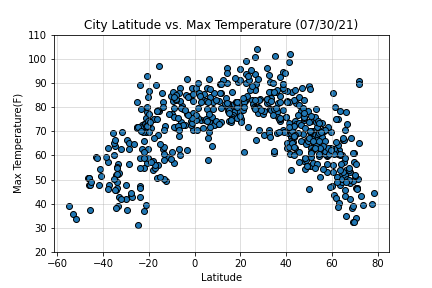 City Latitude vs. Max Temperature (07/30/21)
110
100
90
80
70
60
50
40
30
20
Max Temperature(F)
−60 −40 −20 0 20 40 60 80
Latitude